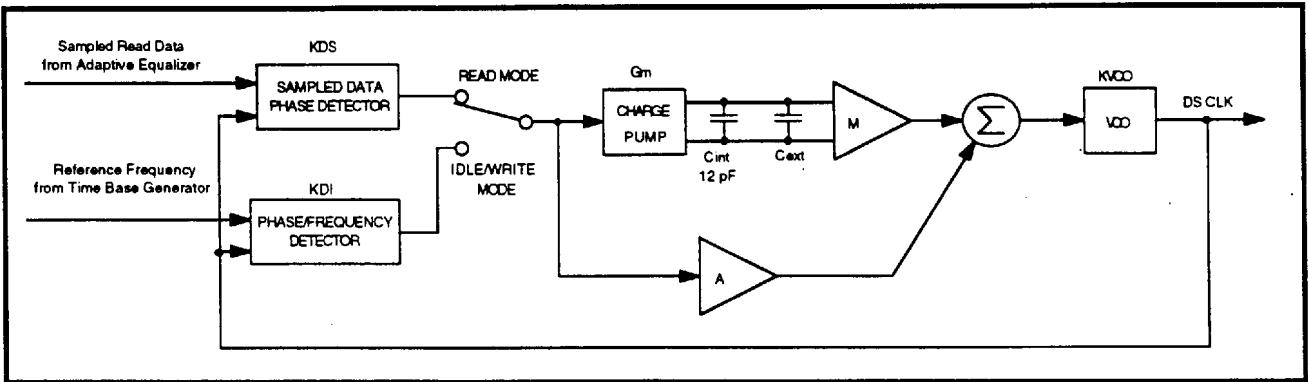 Sampled Read Data
from Adaptive Equalizer
KDS
SAMPLED DATA
PHASE DETECTOR
READ MODE
Gm
CHARGE
PUMP
Cint
12 pF
Cext
M
Σ
KVCO
VCO
DS CLK
IDLE/WRITE
MODE
Reference Frequency
from Time Base Generator
KDI
PHASE/FREQUENCY
DETECTOR
A